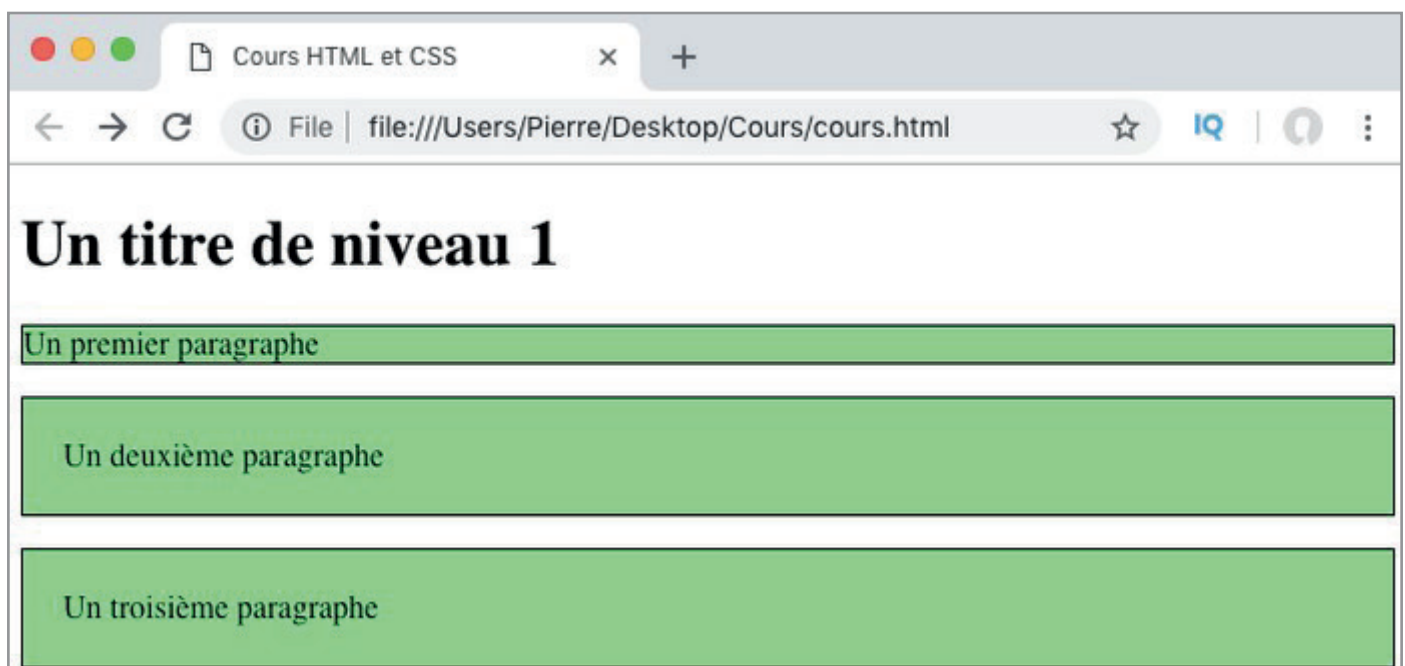 Cours HTML et CSS
File file:///Users/Pierre/Desktop/Cours/cours.html IQ
Un titre de niveau 1
Un premier paragraphe
Un deuxième paragraphe
Un troisième paragraphe